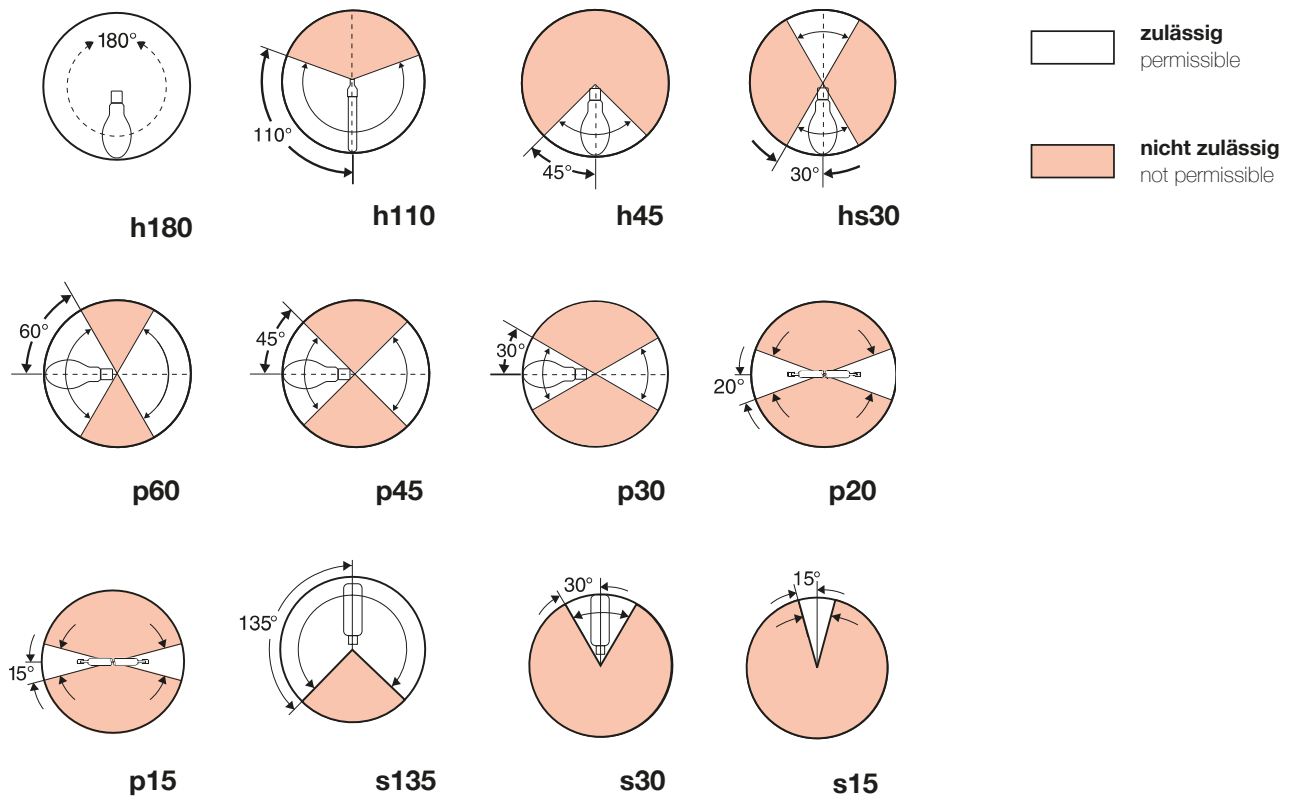 180°
110°
45°
30°
zulässig
permissible
nicht zulässig
not permissible
h180
h110
h45
hs30
60°
45°
30°
20°
p60
p45
p30
p20
15°
135°
30°
15°
p15
s135
s30
s15